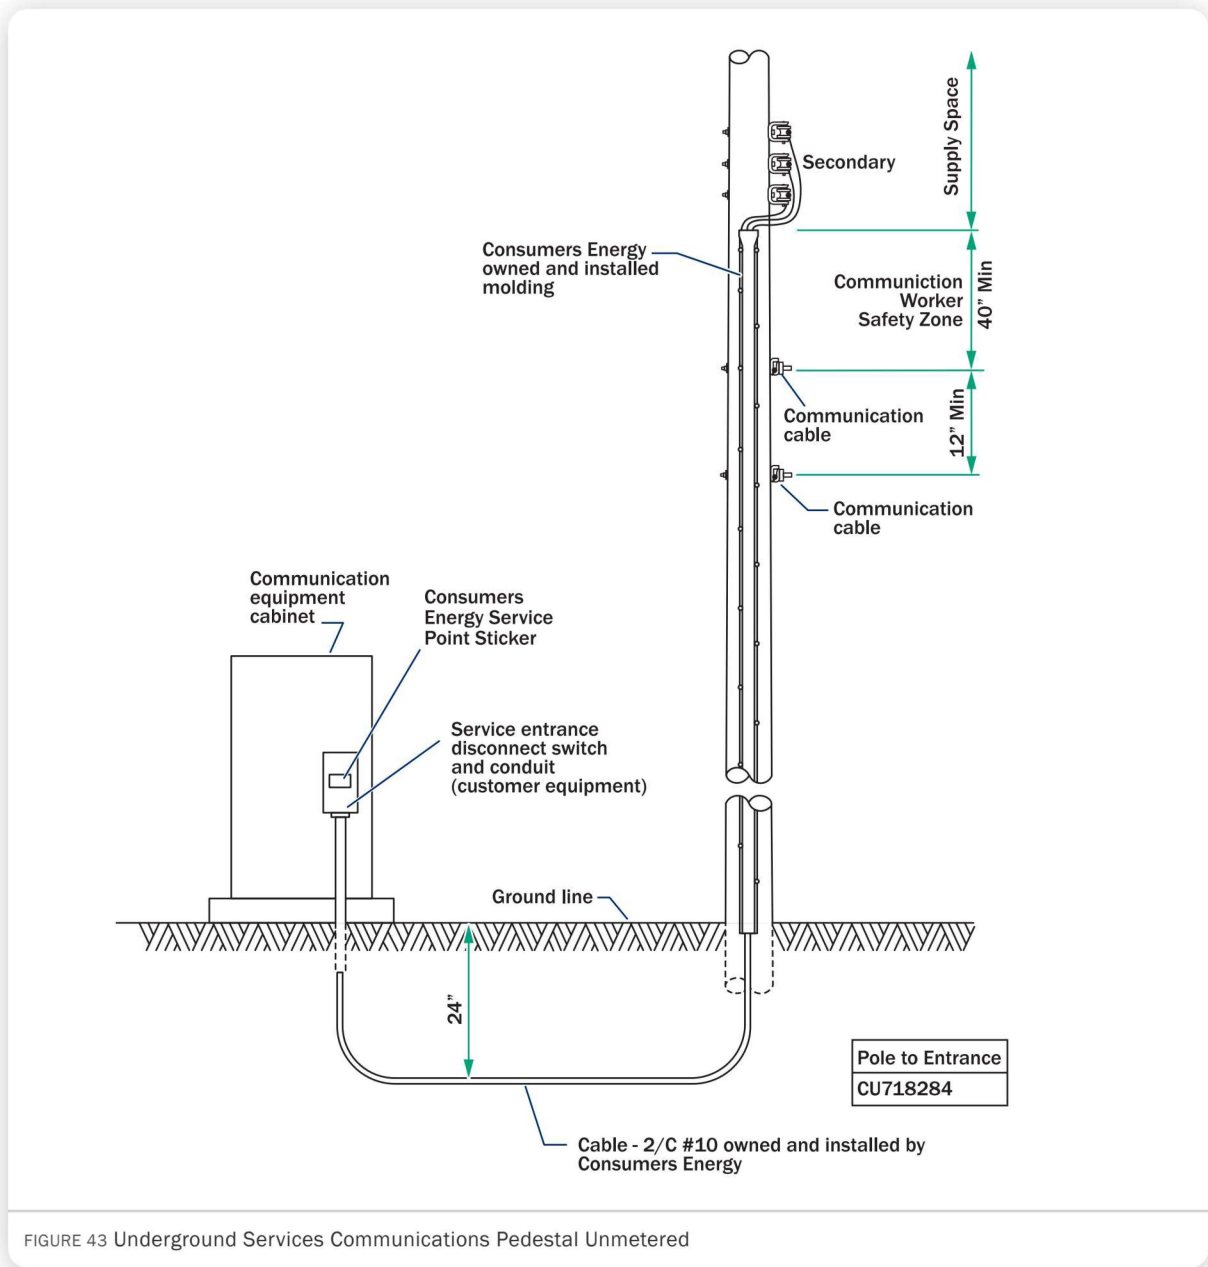 Supply Space
Secondary
Consumers Energy
owned and installed
molding
Communiction
Worker
Safety Zone
40” Min
Communication
cable
12” Min
Communication
cable
Communication
equipment
cabinet
Consumers
Energy Service
Point Sticker
Service entrance
disconnect switch
and conduit
(customer equipment)
Ground line
24”
Pole to Entrance
CU718284
Cable - 2/C #10 owned and installed by
Consumers Energy
FIGURE 43 Underground Services Communications Pedestal Unmetered